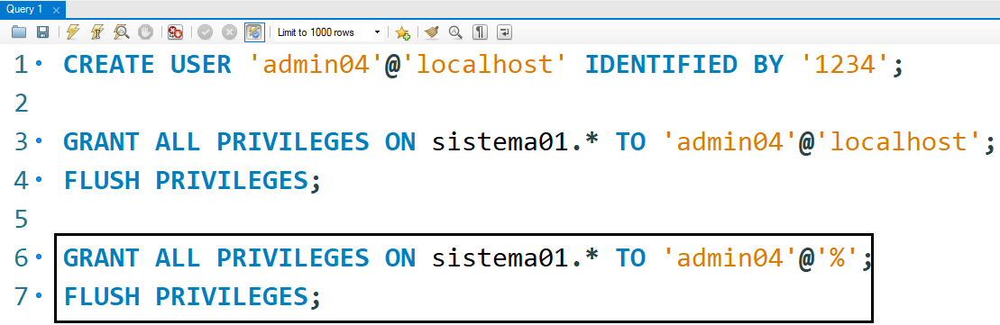 Query 1
Limit to 1000 rows
1 CREATE USER 'admin04'@'localhost' IDENTIFIED BY '1234';
2
3 GRANT ALL PRIVILEGES ON sistema01.* TO 'admin04'@'localhost';
4 FLUSH PRIVILEGES;
5
6 GRANT ALL PRIVILEGES ON sistema01.* TO 'admin04'@'%';
7 FLUSH PRIVILEGES;